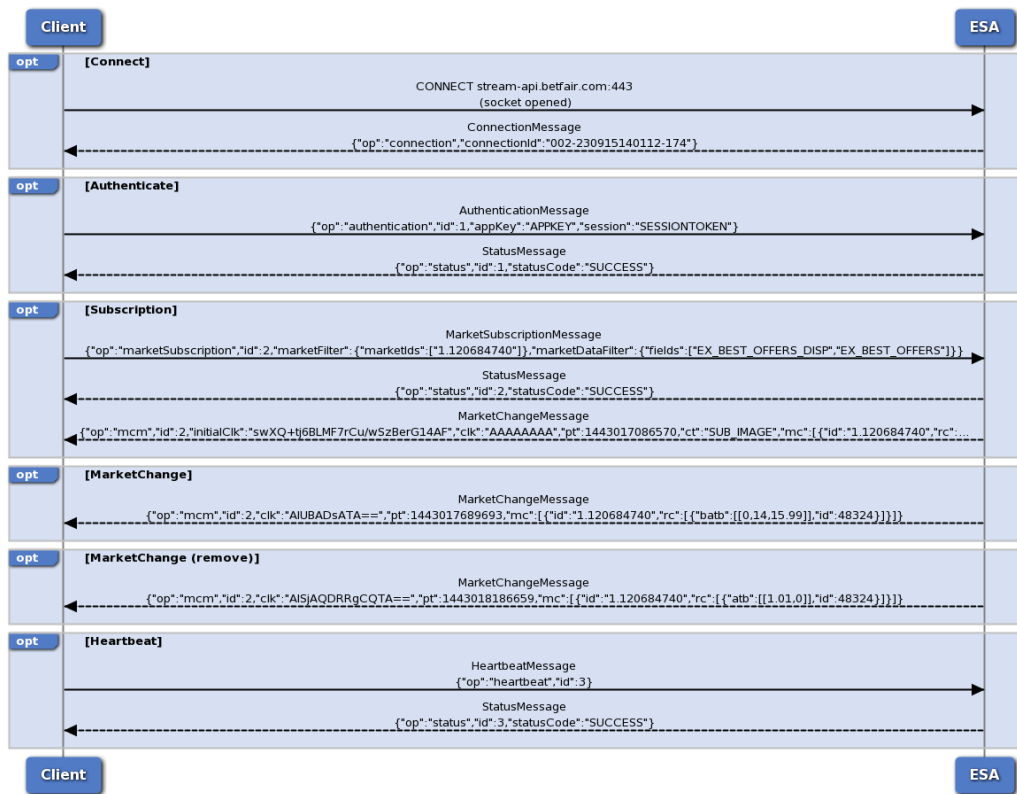 Client ESA
opt [Connect]
CONNECT stream-api.betfair.com:443
(socket opened)
ConnectionMessage
{"op":"connection","connectionId":"002-230915140112-174"}
opt [Authenticate]
AuthenticationMessage
{"op":"authentication","id":1,"appKey":"APPKEY","session":"SESSIONTOKEN"}
StatusMessage
{"op":"status","id":1,"statusCode":"SUCCESS"}
opt [Subscription]
MarketSubscriptionMessage
{"op":"marketSubscription","id":2,"marketFilter":{"marketIds":["1.120684740"]},"marketDataFilter":{"fields":["EX_BEST_OFFERS_DISP","EX_BEST_OFFERS"]}}
StatusMessage
{"op":"status","id":2,"statusCode":"SUCCESS"}
MarketChangeMessage
{"op":"mcm","id":2,"initialClk":"swXQ+tj6BLMF7rCu/wSzBerG14AF","clk":"AAAAAAAA","pt":1443017086570,"ct":"SUB_IMAGE","mc":[{"id":"1.120684740","rc":...
opt [MarketChange]
MarketChangeMessage
{"op":"mcm","id":2,"clk":"AIUBADsATA==","pt":1443017689693,"mc":[{"id":"1.120684740","rc":[{"batb":[[0,14,15.99]],"id":48324}]}]}
opt [MarketChange (remove)]
MarketChangeMessage
{"op":"mcm","id":2,"clk":"AISjAQDRRgCQTA==","pt":1443018186659,"mc":[{"id":"1.120684740","rc":[{"atb":[[1.01,0]],"id":48324}]}]}
opt [Heartbeat]
HeartbeatMessage
{"op":"heartbeat","id":3}
StatusMessage
{"op":"status","id":3,"statusCode":"SUCCESS"}
Client ESA